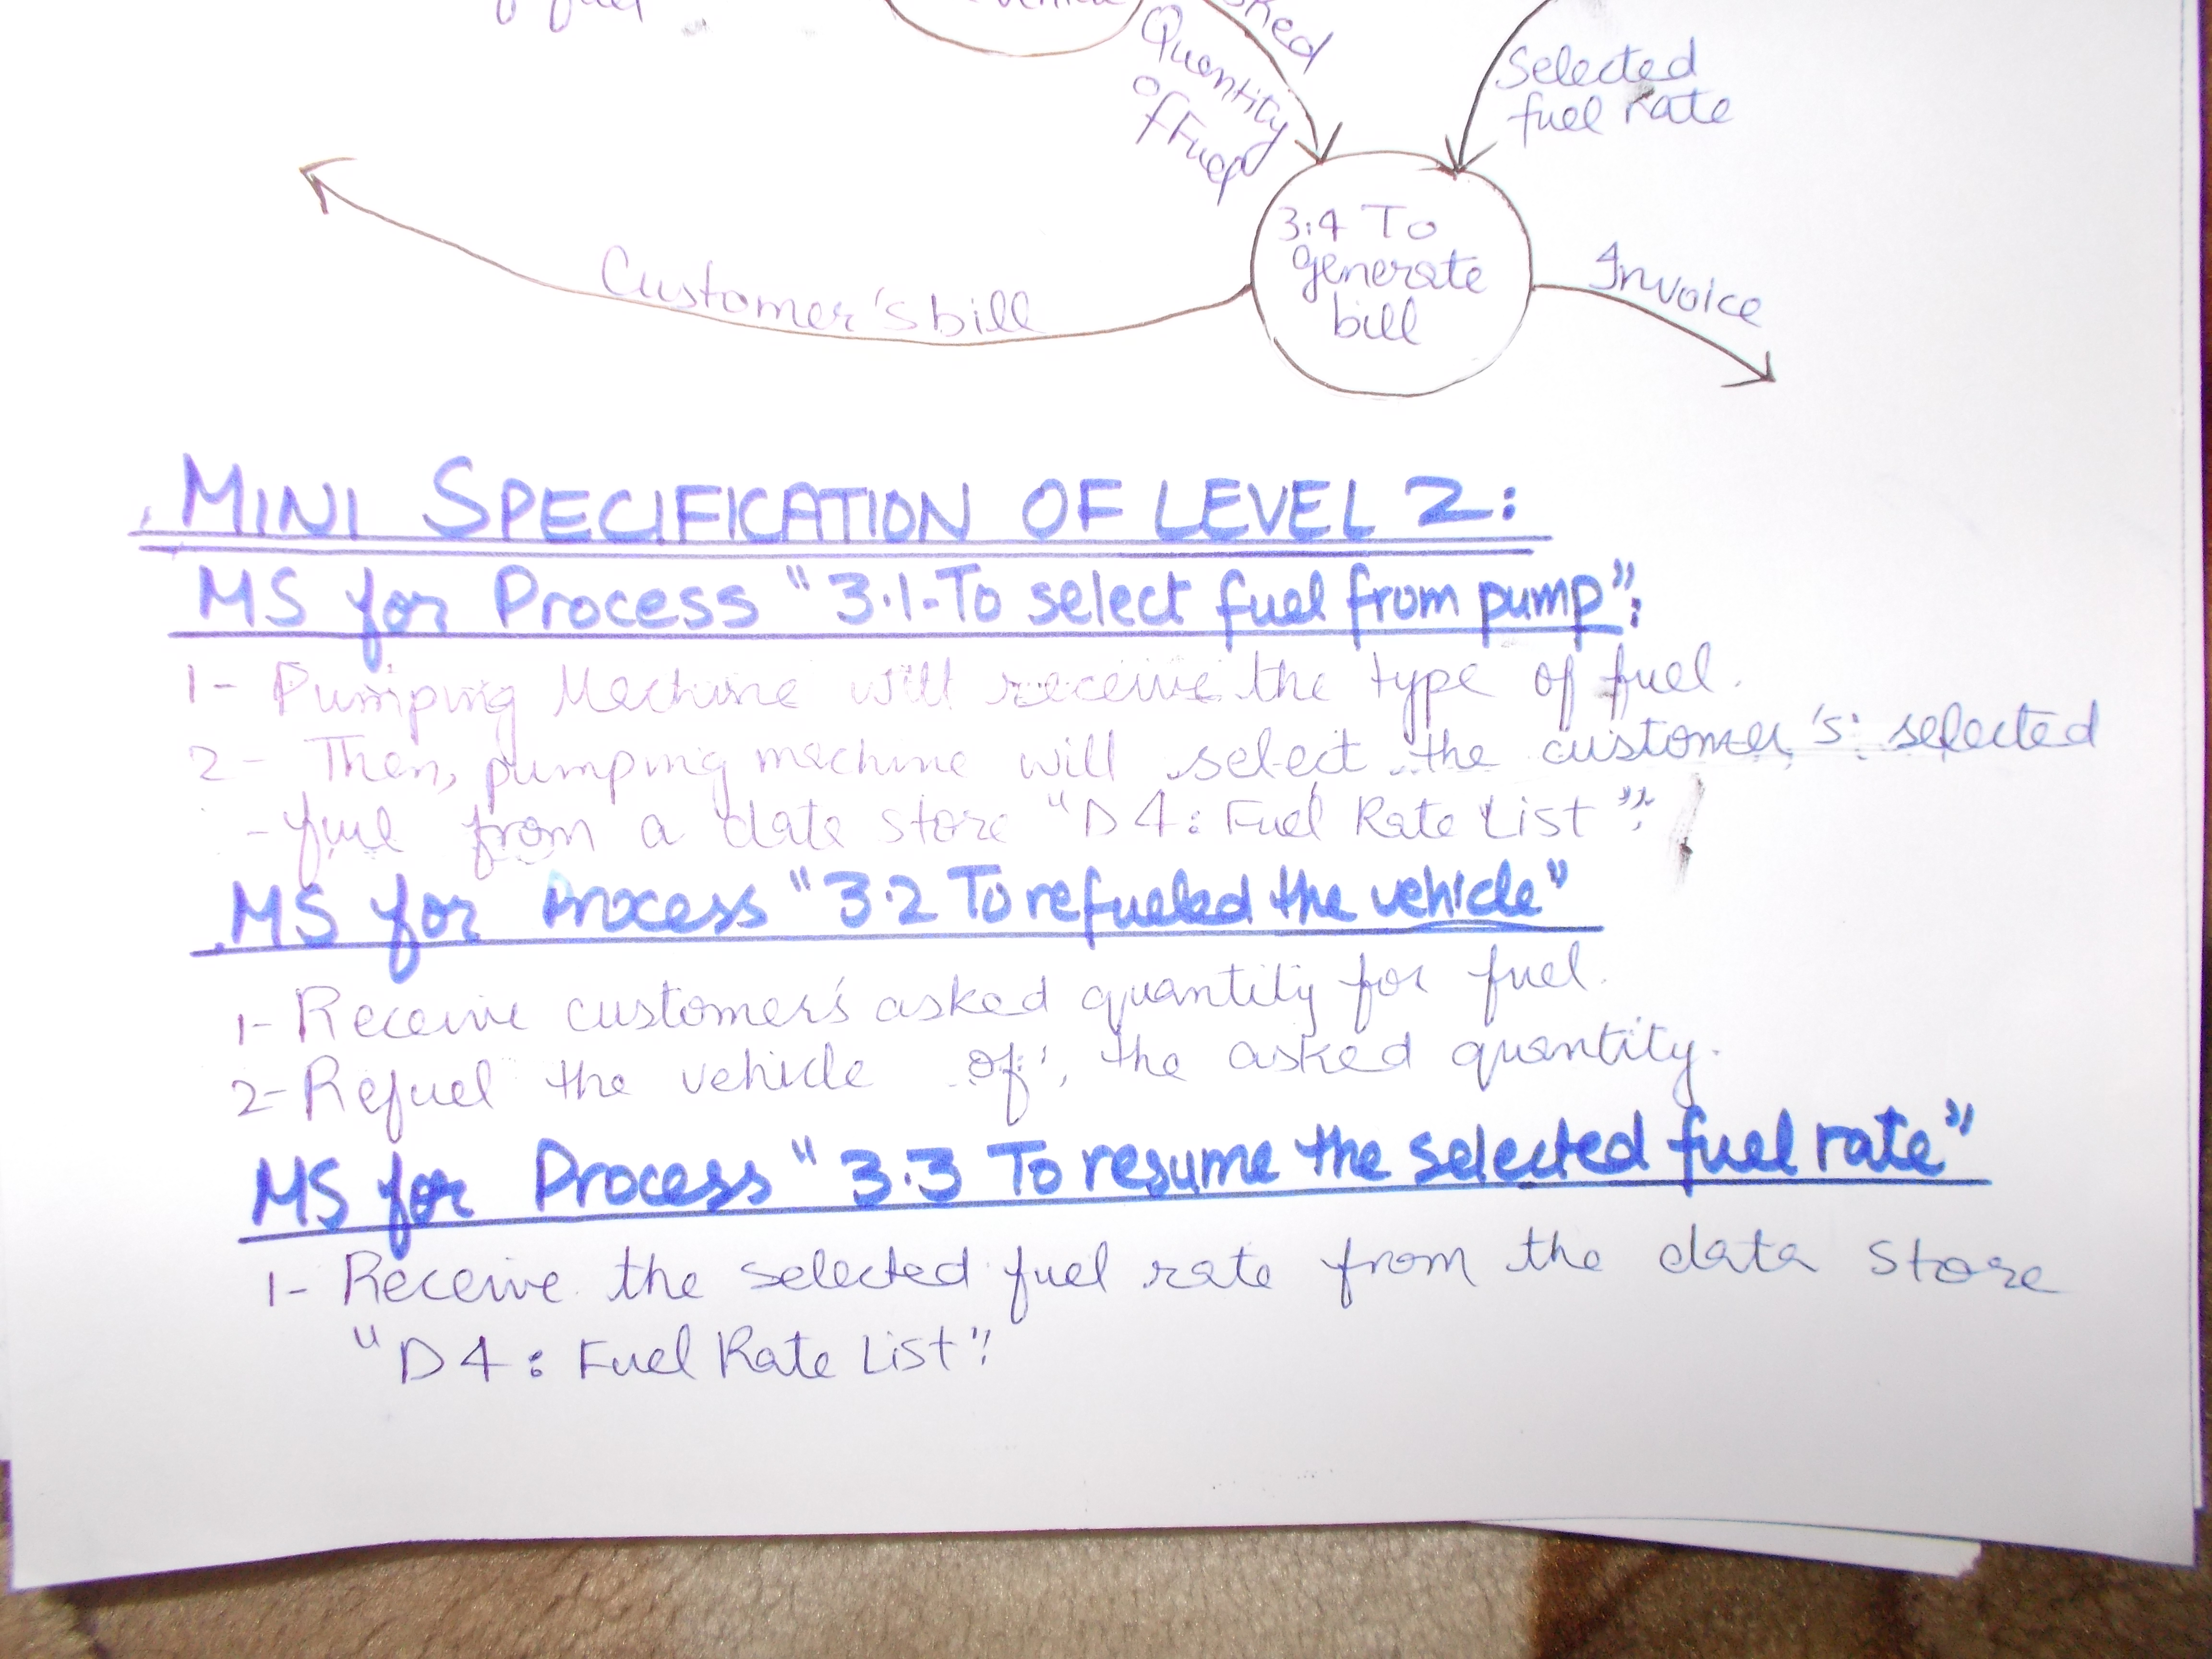 of fuel
Quantity
of Fuel
Selected
fuel rate
3.4 To
generate
bill
Customer's bill
Invoice
MINI SPECIFICATION OF LEVEL 2:
MS for Process "3.1-To select fuel from pump":
1- Pumping Machine will receive the type of fuel.
2- Then, pumping machine will select the customer's selected
- fuel from a data store "D4: Fuel Rate List".
MS for Process "3.2 To refueled the vehicle"
1- Receive customer's asked quantity for fuel.
2- Refuel the vehicle of the asked quantity.
MS for Process "3.3 To resume the selected fuel rate"
1- Receive the selected fuel rate from the data store
"D4: Fuel Rate List".